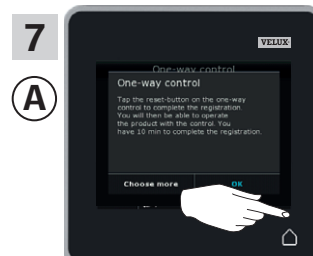 7
A
VELUX
One-way control
One-way control
Tap the reset-button on the one-way
control to complete the registration.
You will then be able to operate
the product with the control. You
have 10 min to complete the registration.
Choose more
OK